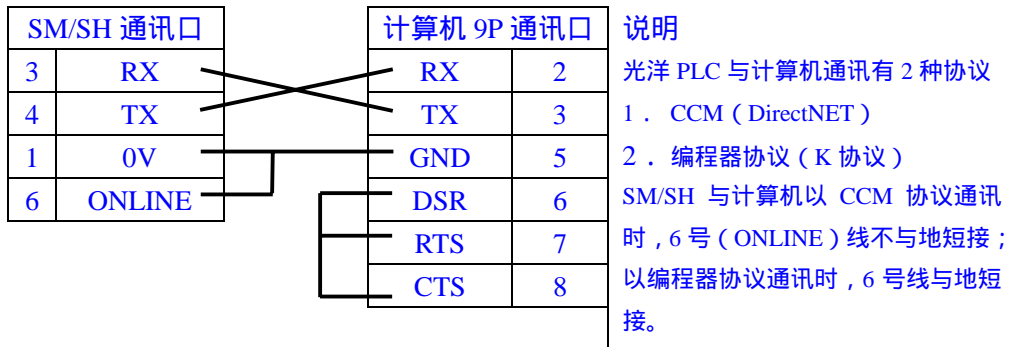 SM/SH 通讯口 计算机 9P 通讯口 说明
3 RX RX 2 光洋 PLC 与计算机通讯有 2 种协议
4 TX TX 3 1． CCM（DirectNET）
1 0V GND 5 2．编程器协议（K 协议）
6 ONLINE DSR 6 SM/SH 与计算机以 CCM 协议通讯
RTS 7 时，6 号（ONLINE）线不与地短接；
CTS 8 以编程器协议通讯时，6 号线与地短
接。